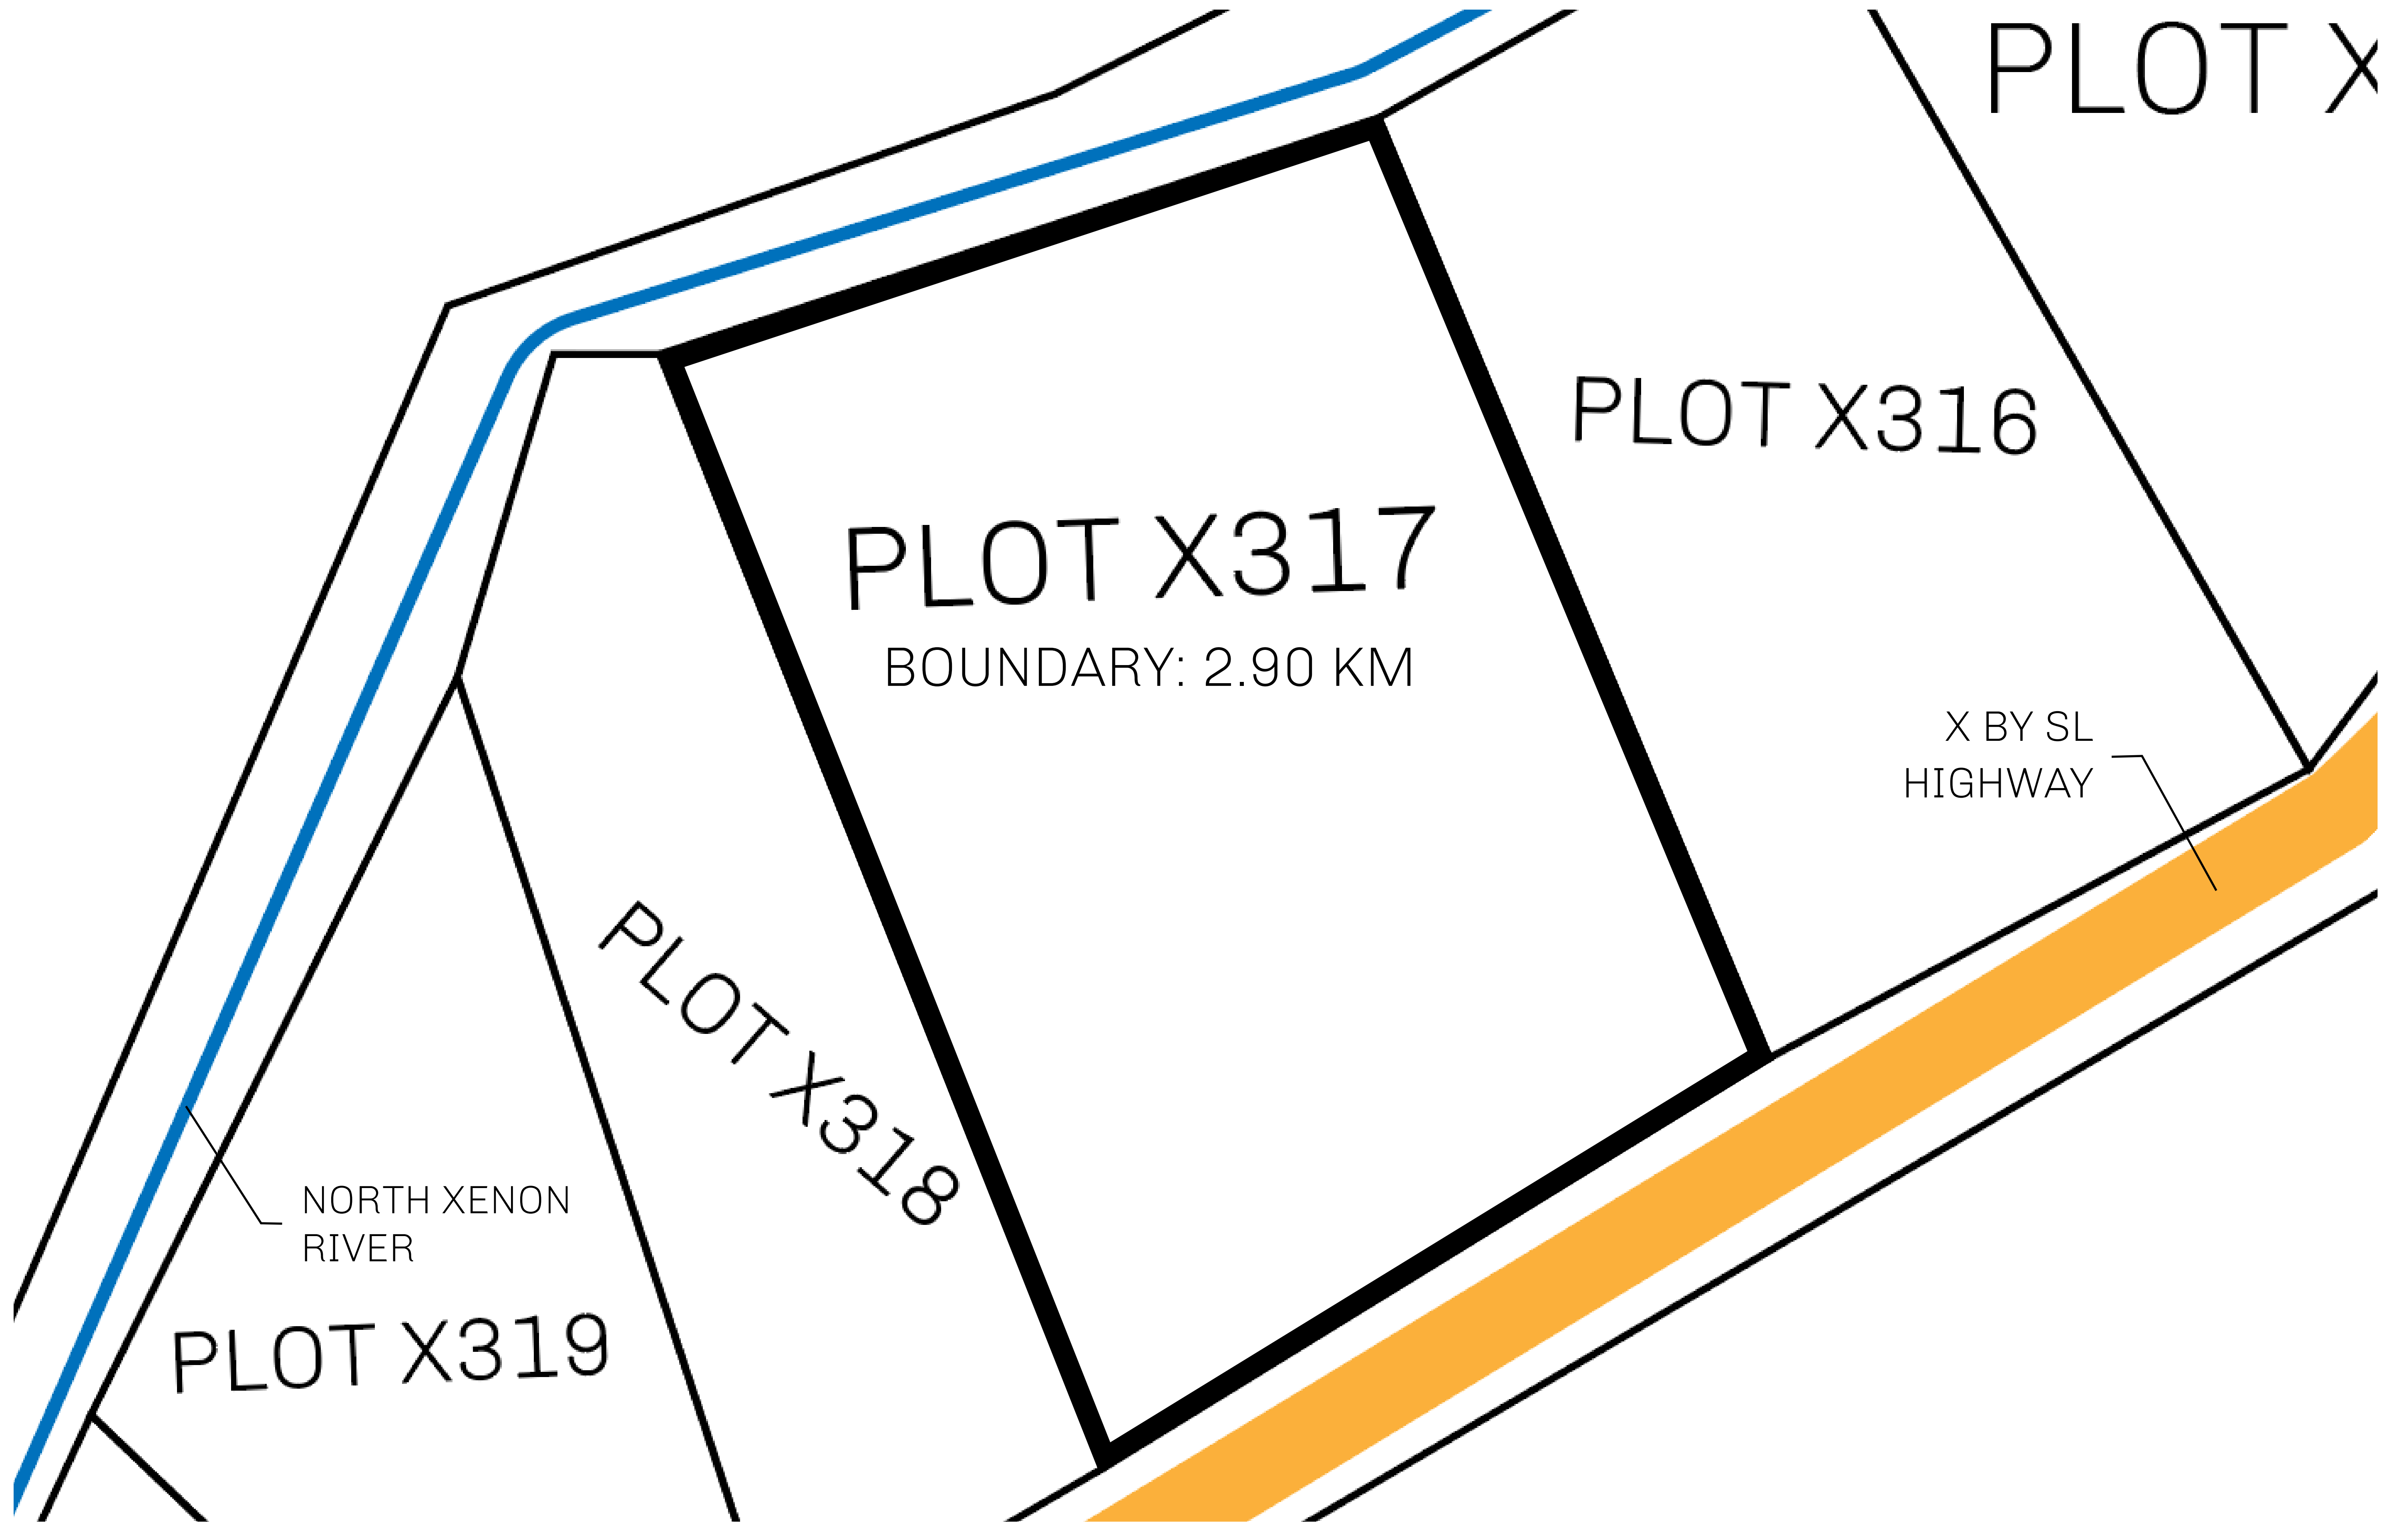 PLOT X
PLOT X316
PLOT X317
BOUNDARY: 2.90 KM
X BY SL
HIGHWAY
PLOT X318
NORTH XENON
RIVER
PLOT X319